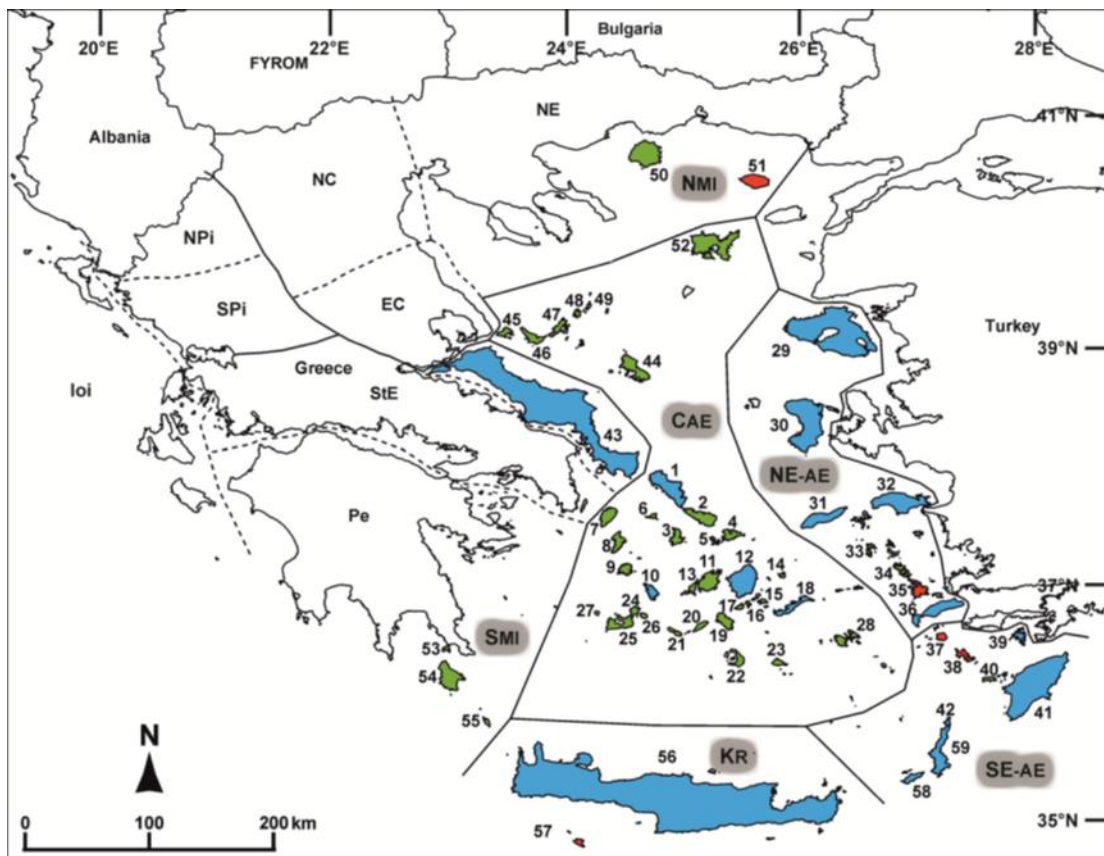 20°E 22°E 24°E 26°E 28°E
Bulgaria
FYROM
NE
41°N
Albania
NC
50 51
NMI
NPi
52
SPi
EC
48 49
47
45
46
Turkey
29
39°N
Greece
44
Ioi
StE
CAE
43
30
NE-AE
1
32
Pe
6 2 31
7
3 5 4
8
33
11 12
14
34
9
13
37°N
10
35
15 18
17
36
27 24
16
SMI
20
28
25 26
19
39
21
37
53
23
38
22
40
54
42
41
55
N
56
KR
59
SE-AE
58
35°N
0 100 200 km
57